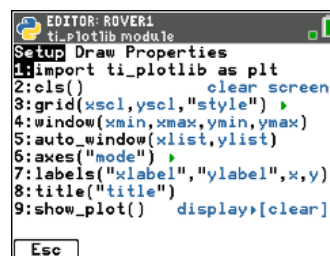 EDITOR: ROVER1
ti_plotlib module
Setup Draw Properties
1:import ti_plotlib as plt
2:cls() clear screen
3:grid(xscl,yscl,"style") ▸
4:window(xmin,xmax,ymin,ymax)
5:auto_window(xlist,ylist)
6:axes("mode") ▸
7:labels("xlabel","ylabel",x,y)
8:title("title")
9:show_plot() display▸[clear]
Esc